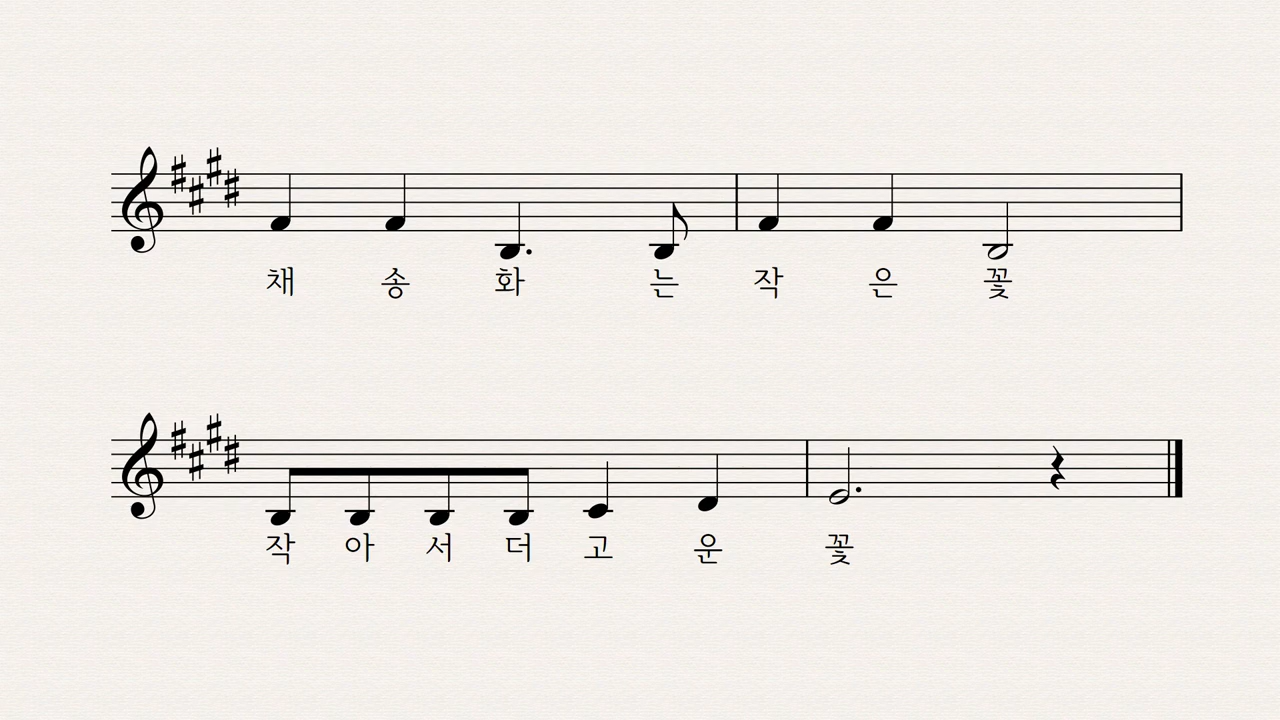 채 송 화 는 작 은 꽃
작 아 서 더 고 운 꽃